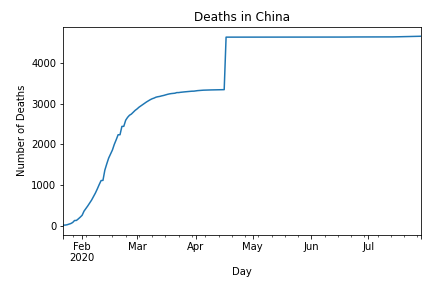 Deaths in China
Number of Deaths
4000
3000
2000
1000
0
Feb
2020
Mar
Apr
May
Jun
Jul
Day